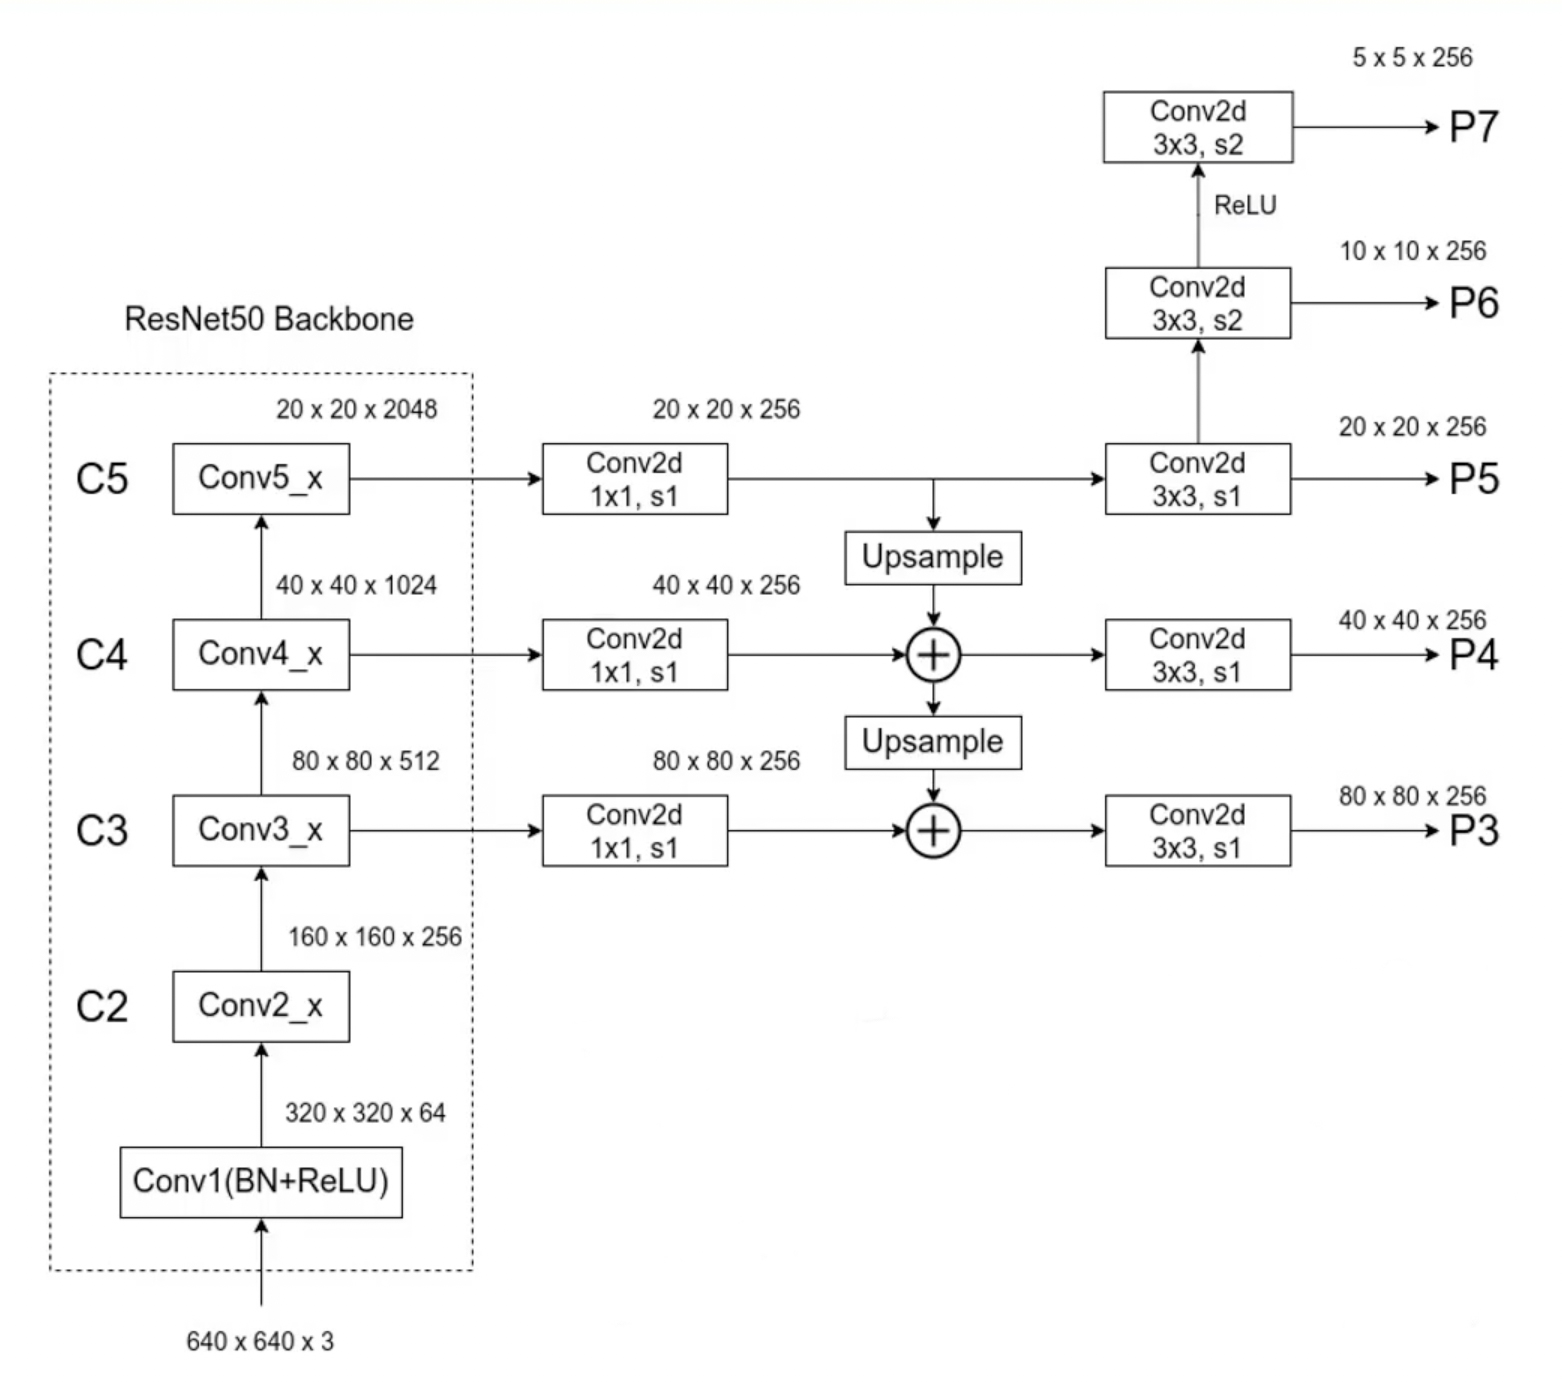 5 x 5 x 256
Conv2d
3x3, s2
P7
ReLU
10 x 10 x 256
Conv2d
3x3, s2
P6
ResNet50 Backbone
20 x 20 x 2048
20 x 20 x 256
20 x 20 x 256
C5
Conv5_x
Conv2d
1x1, s1
Conv2d
3x3, s1
P5
Upsample
40 x 40 x 1024
40 x 40 x 256
40 x 40 x 256
C4
Conv4_x
Conv2d
1x1, s1
Conv2d
3x3, s1
P4
Upsample
80 x 80 x 512
80 x 80 x 256
80 x 80 x 256
C3
Conv3_x
Conv2d
1x1, s1
Conv2d
3x3, s1
P3
160 x 160 x 256
C2
Conv2_x
320 x 320 x 64
Conv1(BN+ReLU)
640 x 640 x 3